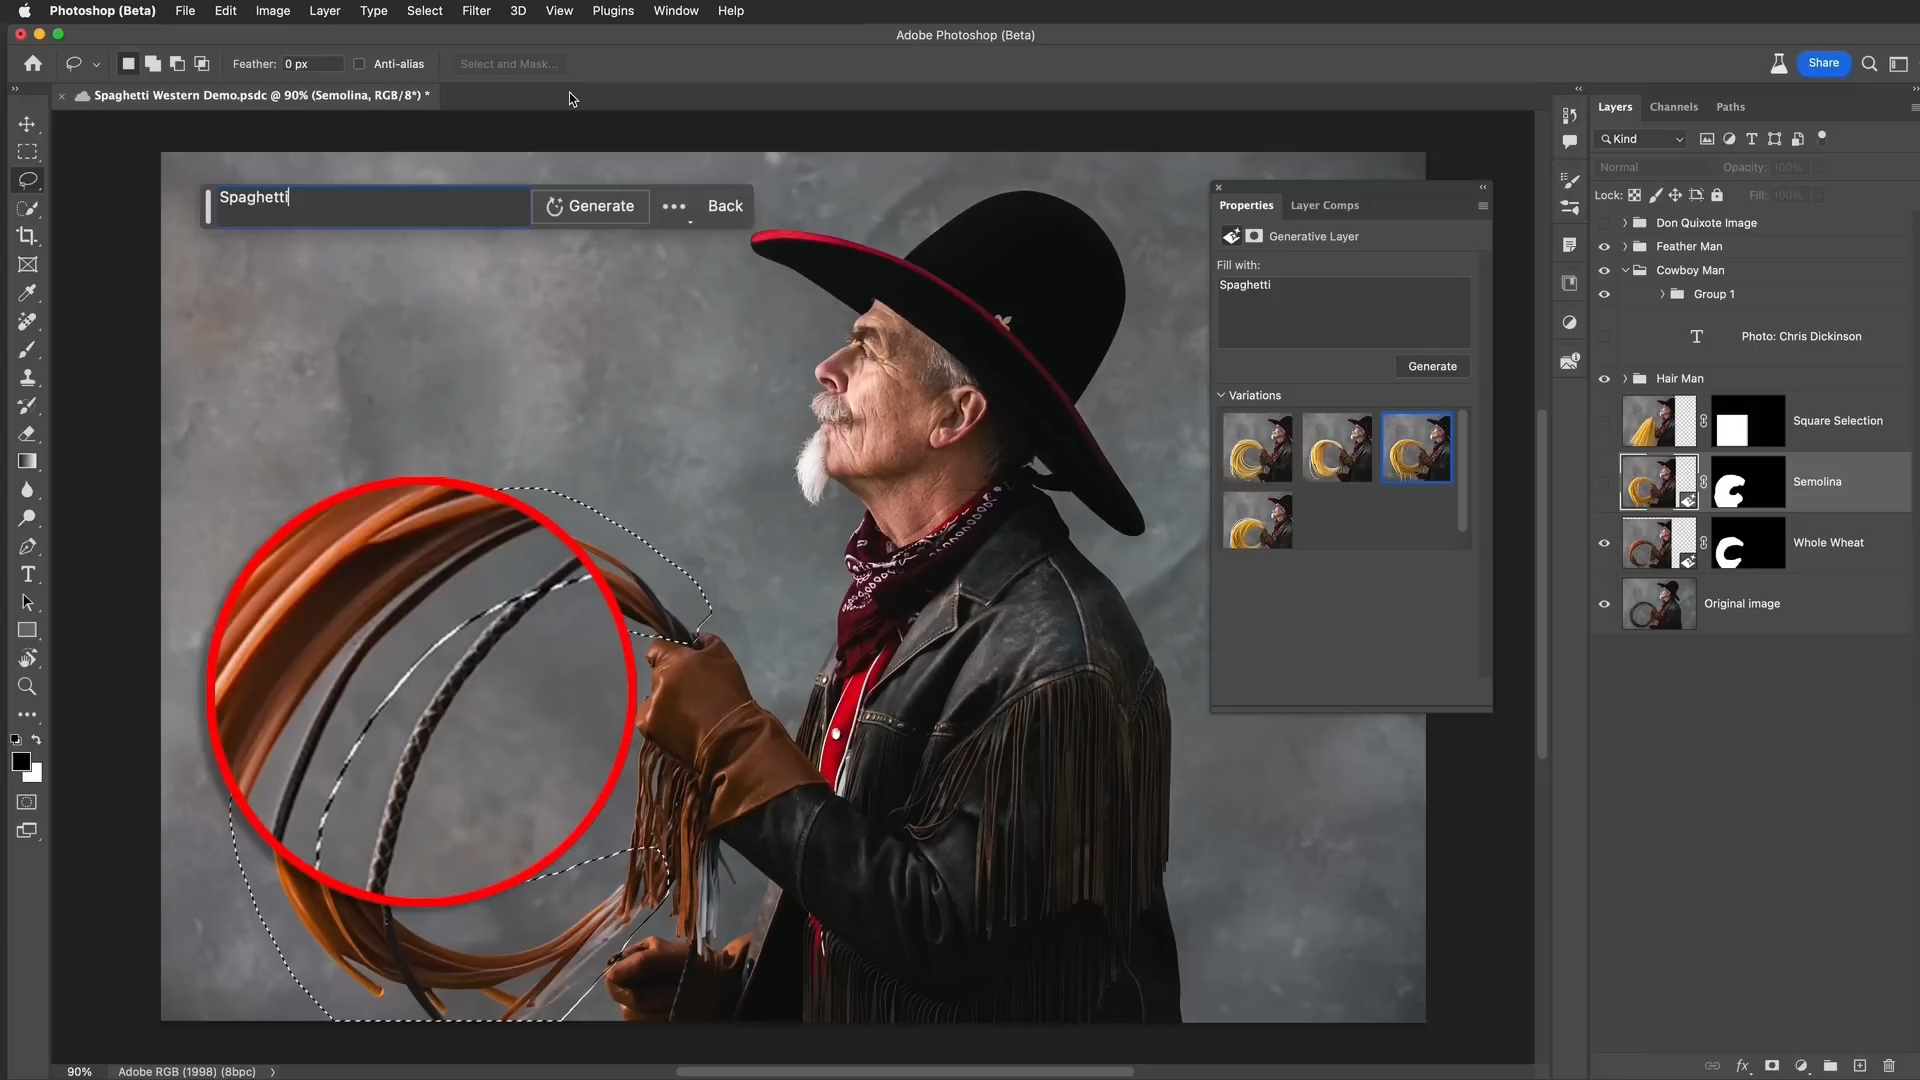 Photoshop (Beta) File Edit Image Layer Type Select Filter 3D View Plugins Window Help
Adobe Photoshop (Beta)
Feather: 0 px Anti-alias Select and Mask... Share
Spaghetti Western Demo.psdc @ 90% (Semolina, RGB/8*) *
Spaghetti
Generate
Back
Properties Layer Comps
Generative Layer
Fill with:
Spaghetti
Generate
Variations
Layers Channels Paths
Kind
Normal Opacity: 100%
Lock: Fill: 100%
Don Quixote Image
Feather Man
Cowboy Man
Group 1
Photo: Chris Dickinson
Hair Man
Square Selection
Semolina
Whole Wheat
Original image
90% Adobe RGB (1998) (8bpc)